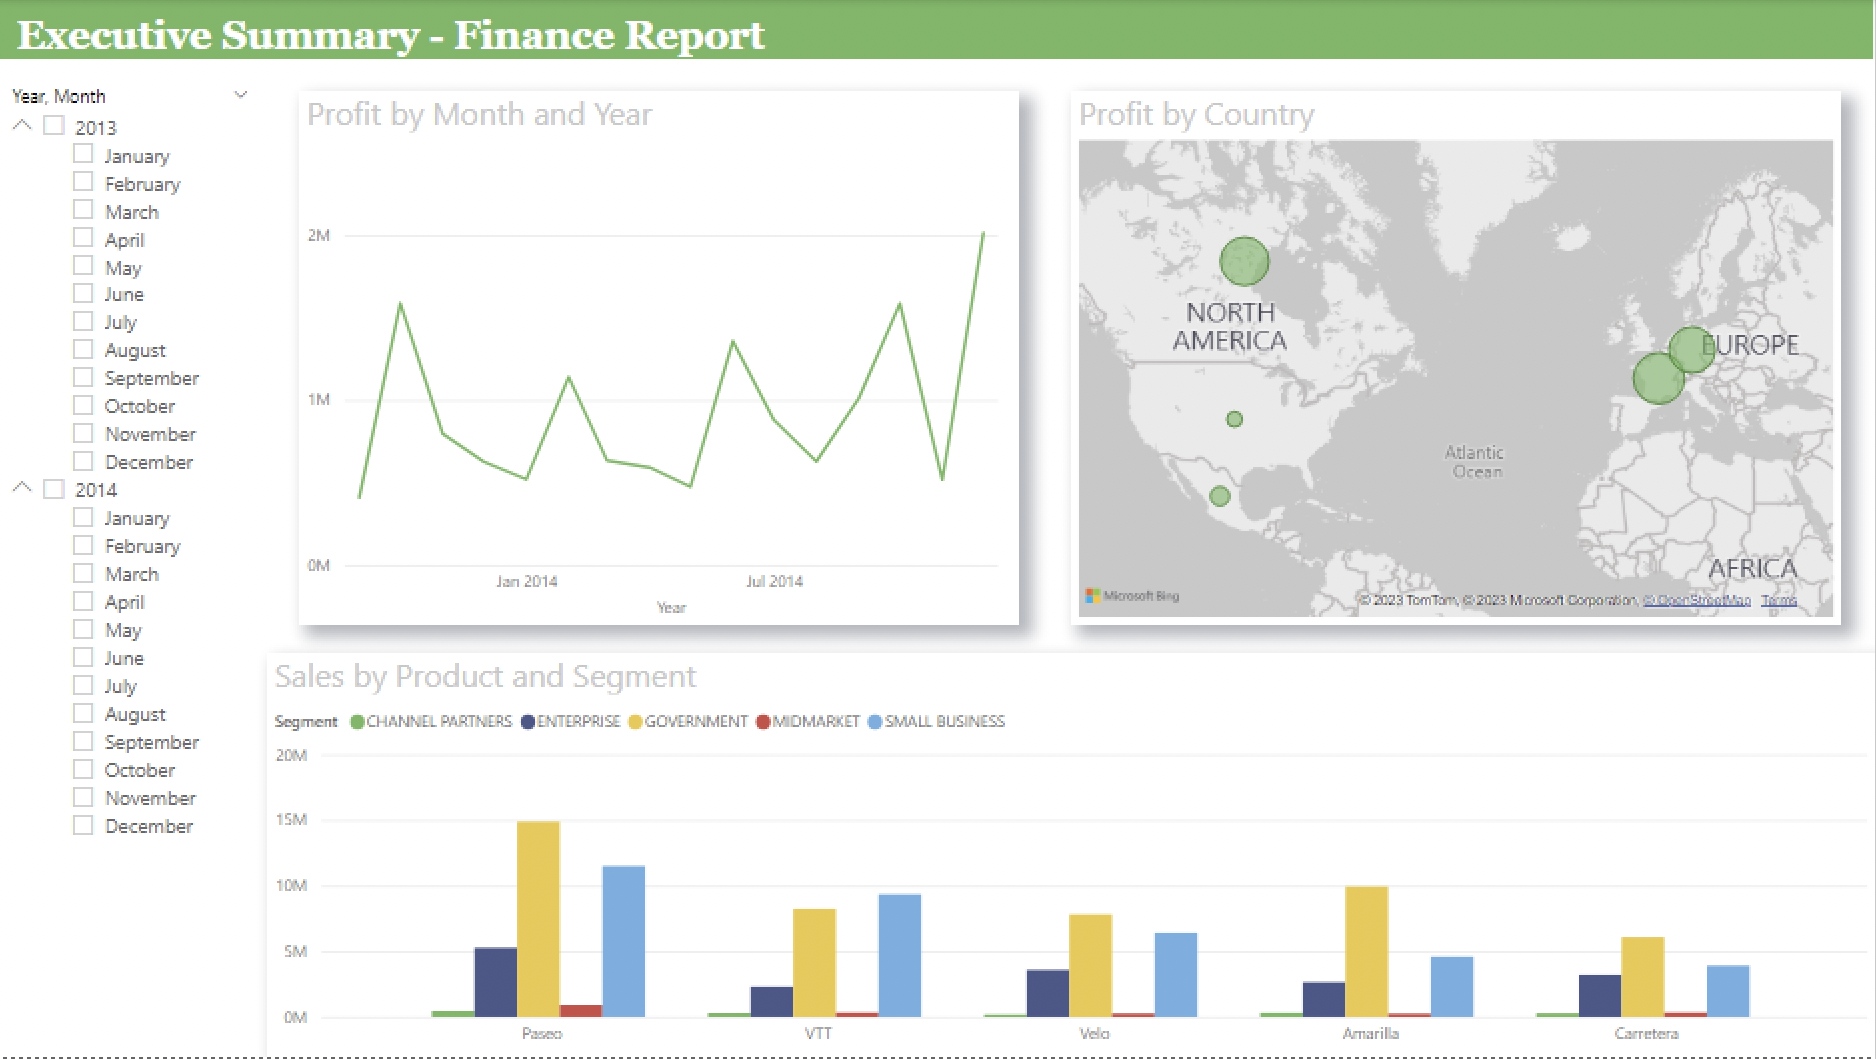 Executive Summary - Finance Report
Year, Month
2013
January
February
March
April
May
June
July
August
September
October
November
December
2014
January
February
March
April
May
June
July
August
September
October
November
December
Profit by Month and Year
2M
1M
0M
Jan 2014
Jul 2014
Year
Profit by Country
NORTH
AMERICA
EUROPE
Atlantic
Ocean
AFRICA
Microsoft Bing
© 2023 TomTom, © 2023 Microsoft Corporation, © OpenStreetMap Terms
Sales by Product and Segment
Segment CHANNEL PARTNERS ENTERPRISE GOVERNMENT MIDMARKET SMALL BUSINESS
20M
15M
10M
5M
0M
Paseo
VTT
Velo
Amarilla
Carretera